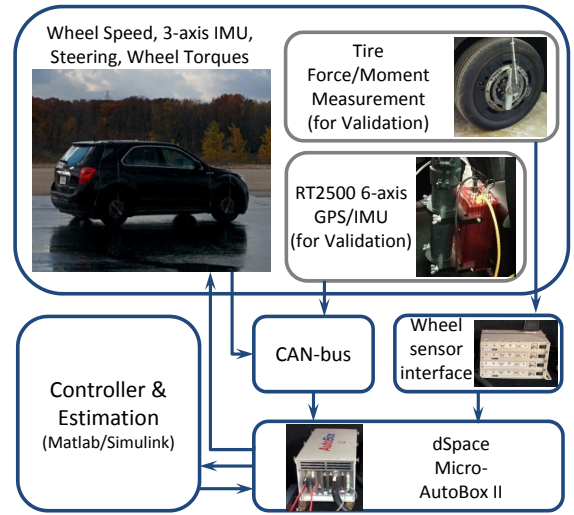 Wheel Speed, 3-axis IMU,
Steering, Wheel Torques
Tire
Force/Moment
Measurement
(for Validation)
RT2500 6-axis
GPS/IMU
(for Validation)
CAN-bus
Wheel
sensor
interface
Controller &
Estimation
(Matlab/Simulink)
AutoBox
dSpace
Micro-
AutoBox II